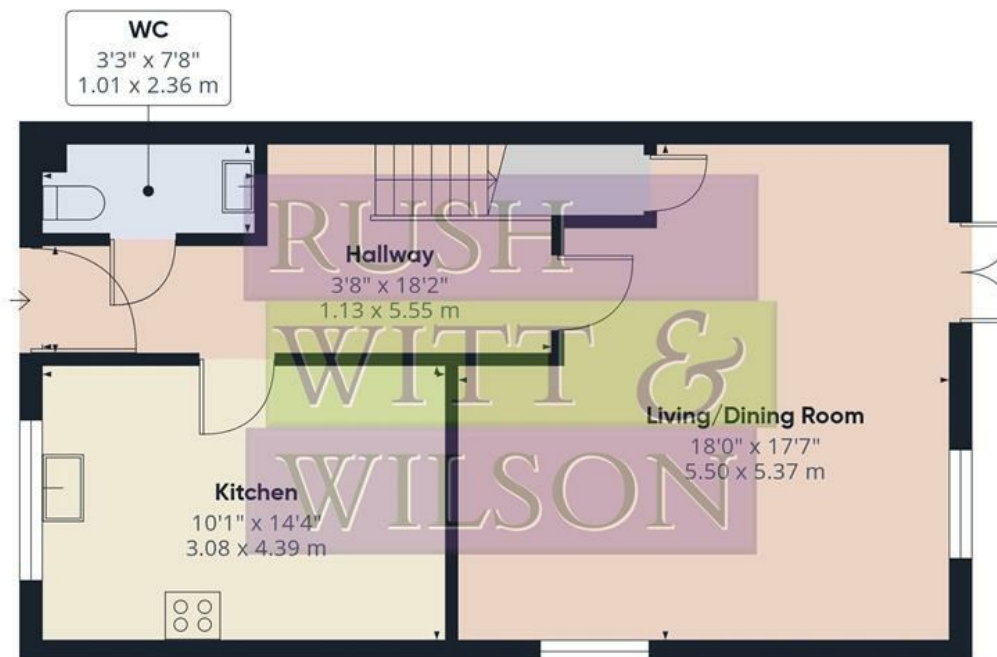 WC
3'3" x 7'8"
1.01 x 2.36 m
RUSH
Hallway
3'8" x 18'2"
1.13 x 5.55 m
WITT &
Living/Dining Room
18'0" x 17'7"
5.50 x 5.37 m
WILSON
Kitchen
10'1" x 14'4"
3.08 x 4.39 m